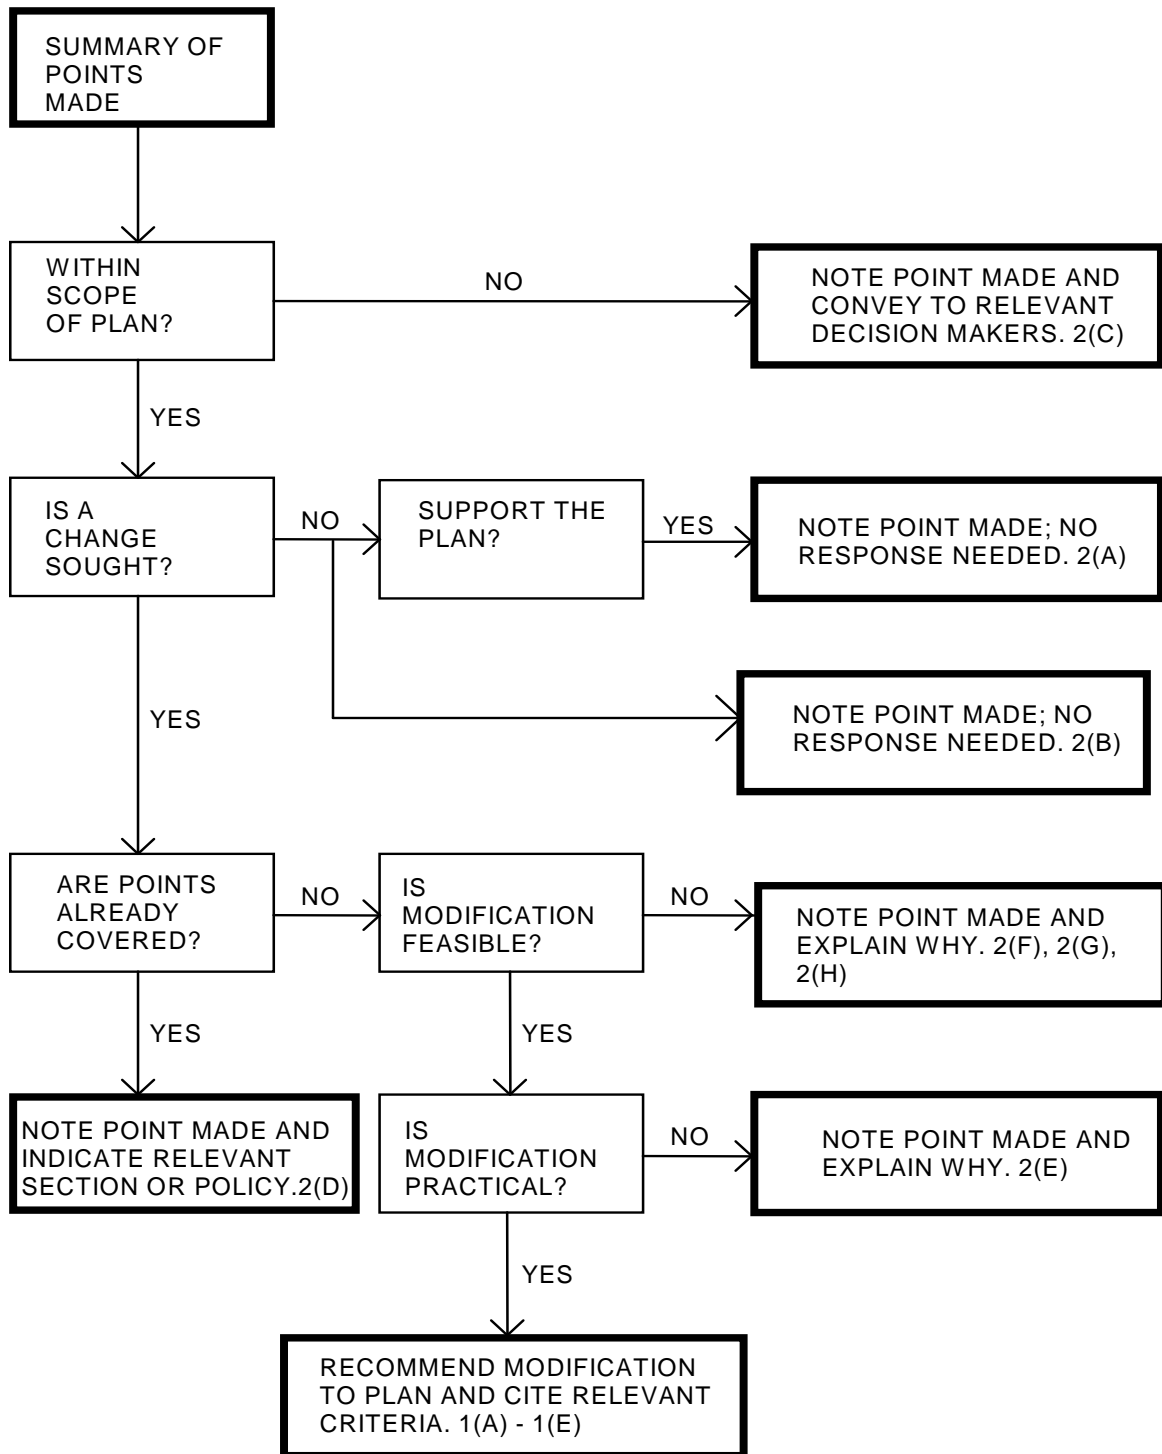 SUMMARY OF
POINTS
MADE
WITHIN
SCOPE
OF PLAN?
NO
NOTE POINT MADE AND
CONVEY TO RELEVANT
DECISION MAKERS. 2(C)
YES
IS A
CHANGE
SOUGHT?
NO
SUPPORT THE
PLAN?
YES
NOTE POINT MADE; NO
RESPONSE NEEDED. 2(A)
YES
NOTE POINT MADE; NO
RESPONSE NEEDED. 2(B)
ARE POINTS
ALREADY
COVERED?
NO
IS
MODIFICATION
FEASIBLE?
NO
NOTE POINT MADE AND
EXPLAIN WHY. 2(F), 2(G),
2(H)
YES
YES
NOTE POINT MADE AND
INDICATE RELEVANT
SECTION OR POLICY.2(D)
IS
MODIFICATION
PRACTICAL?
NO
NOTE POINT MADE AND
EXPLAIN WHY. 2(E)
YES
RECOMMEND MODIFICATION
TO PLAN AND CITE RELEVANT
CRITERIA. 1(A) - 1(E)